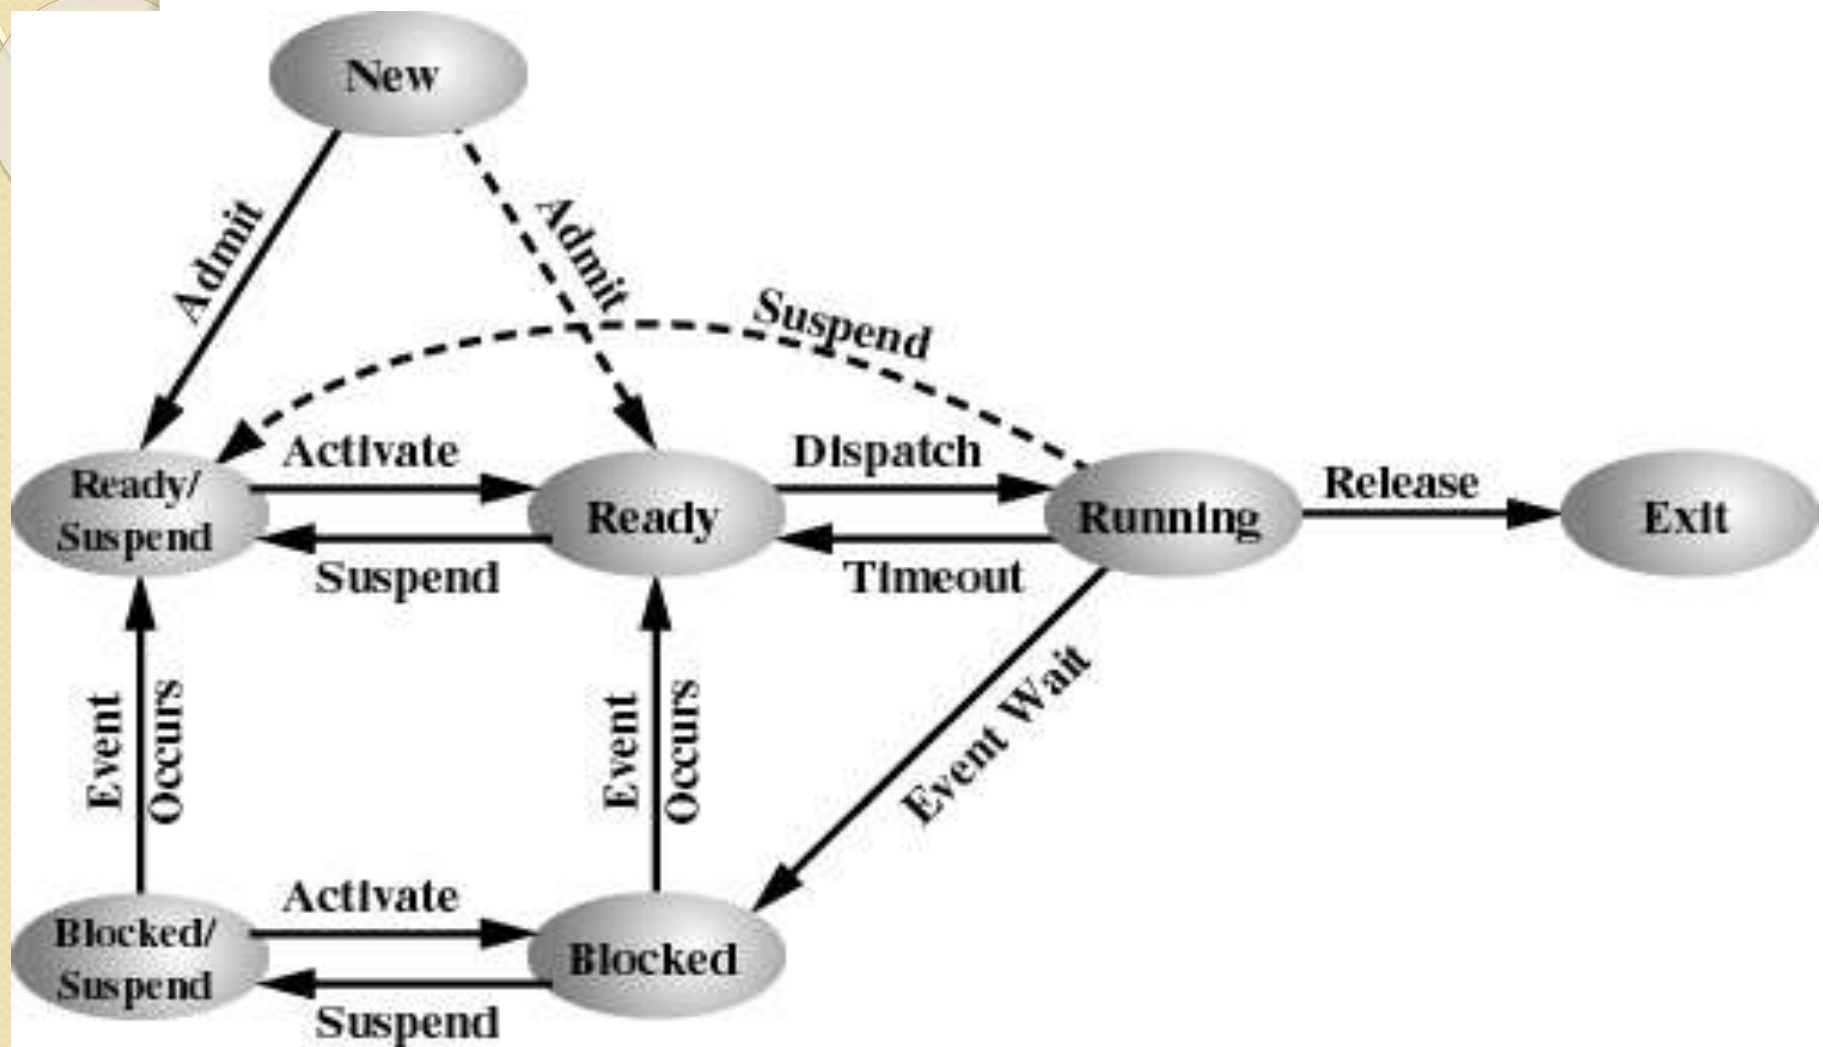 New
Admit
Admit
Suspend
Activate
Dispatch
Ready/
Suspend
Ready
Running
Release
Exit
Suspend
Timeout
Event
Occurs
Event
Occurs
Event Wait
Activate
Blocked/
Suspend
Blocked
Suspend